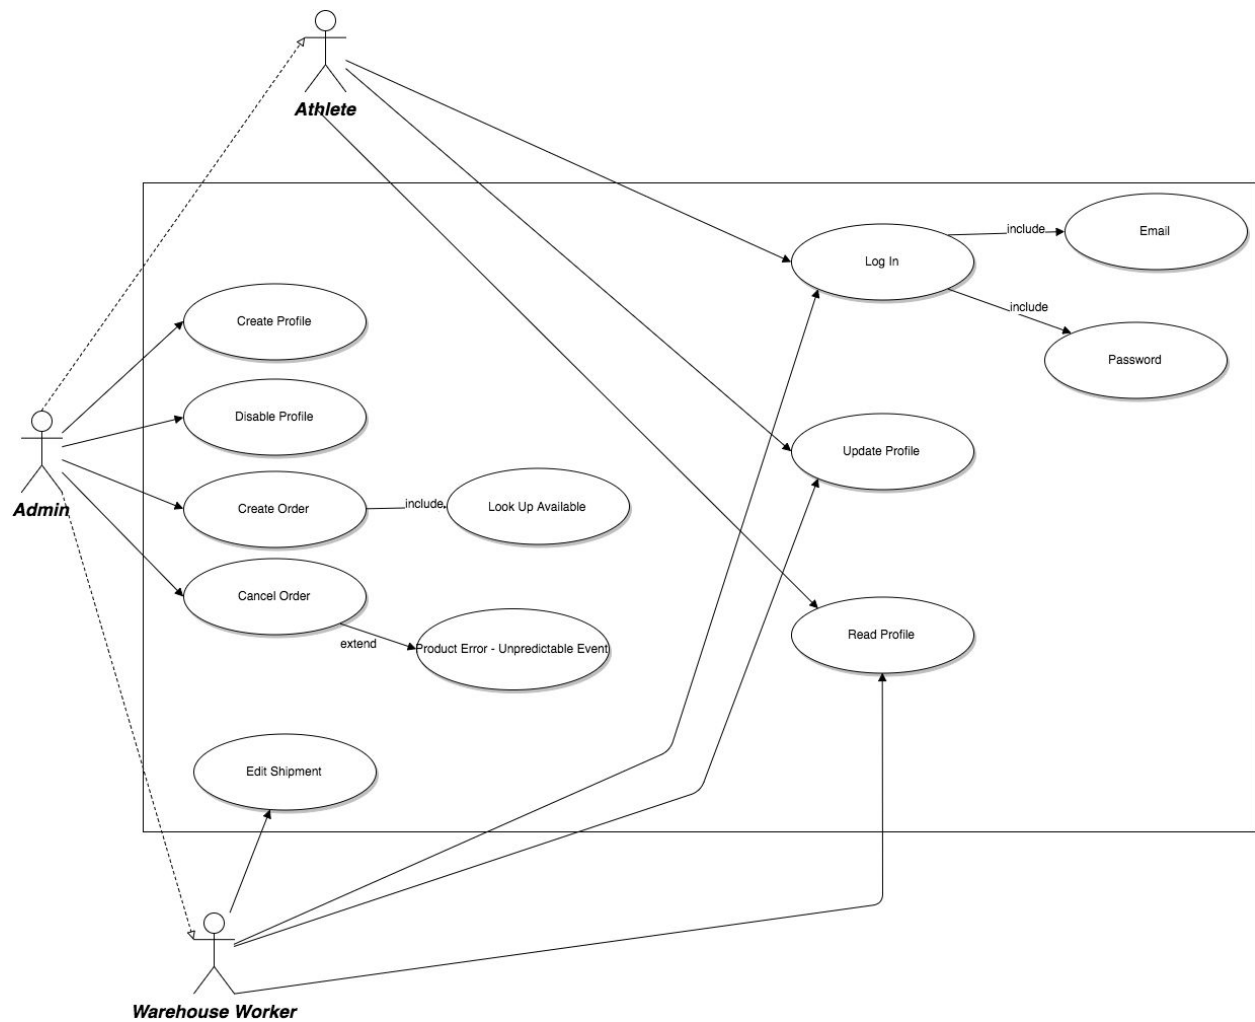 Athlete
Log In
include
Email
include
Password
Create Profile
Disable Profile
Update Profile
Admin
Create Order
include
Look Up Available
Cancel Order
extend
Product Error - Unpredictable Event
Read Profile
Edit Shipment
Warehouse Worker